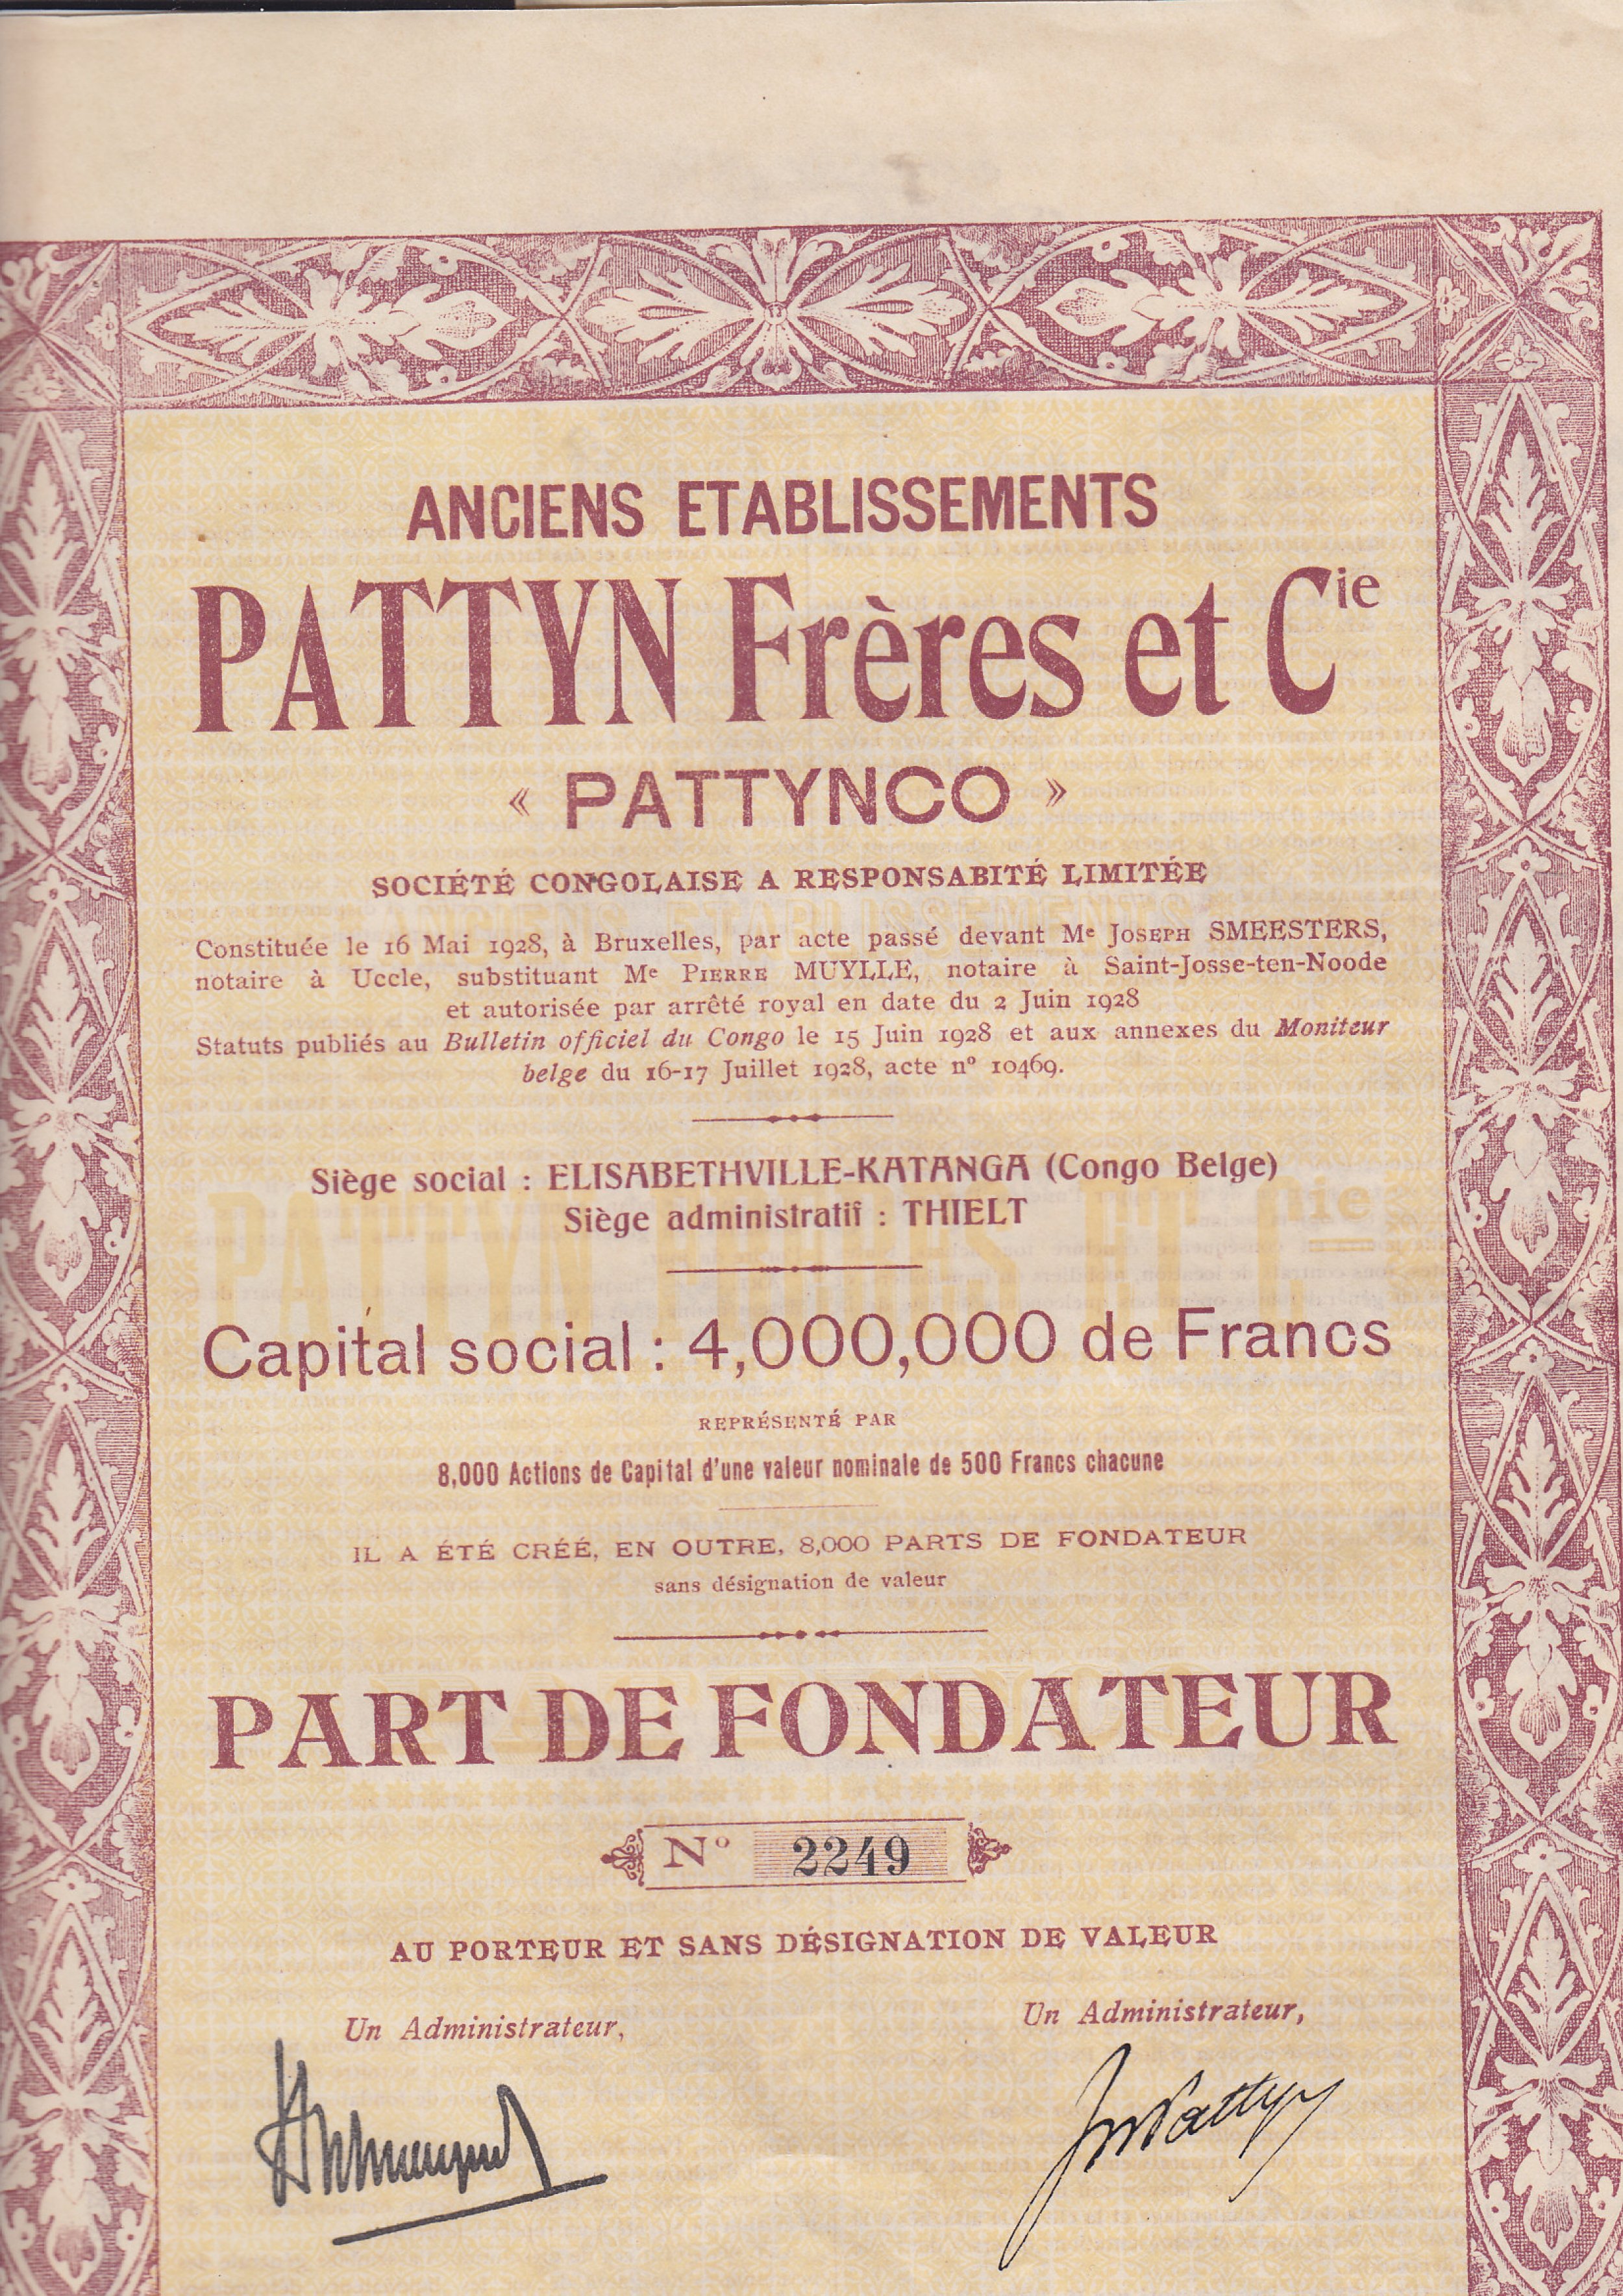 ANCIENS ETABLISSEMENTS
PATTYN Frères et Cie
« PATTYNCO »
SOCIÉTÉ CONGOLAISE A RESPONSABITÉ LIMITÉE
Constituée le 16 Mai 1928, à Bruxelles, par acte passé devant Me JOSEPH SMEESTERS,
notaire à Uccle, substituant Me PIERRE MUYLLE, notaire à Saint-Josse-ten-Noode
et autorisée par arrêté royal en date du 2 Juin 1928
Statuts publiés au Bulletin officiel du Congo le 15 Juin 1928 et aux annexes du Moniteur
belge du 16-17 Juillet 1928, acte nº 10469.
Siège social : ELISABETHVILLE-KATANGA (Congo Belge)
Siège administratif : THIELT
Capital social : 4,000,000 de Francs
REPRÉSENTÉ PAR
8,000 Actions de Capital d'une valeur nominale de 500 Francs chacune
IL A ÉTÉ CRÉÉ, EN OUTRE, 8,000 PARTS DE FONDATEUR
sans désignation de valeur
PART DE FONDATEUR
Nº 2249
AU PORTEUR ET SANS DÉSIGNATION DE VALEUR
Un Administrateur,
Un Administrateur,
Pattyn